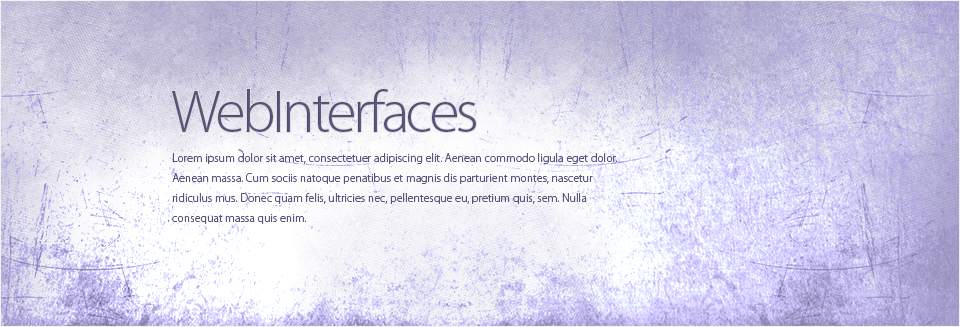 WebInterfaces
Lorem ipsum dolor sit amet, consectetuer adipiscing elit. Aenean commodo ligula eget dolor.
Aenean massa. Cum sociis natoque penatibus et magnis dis parturient montes, nascetur
ridiculus mus. Donec quam felis, ultricies nec, pellentesque eu, pretium quis, sem. Nulla
consequat massa quis enim.